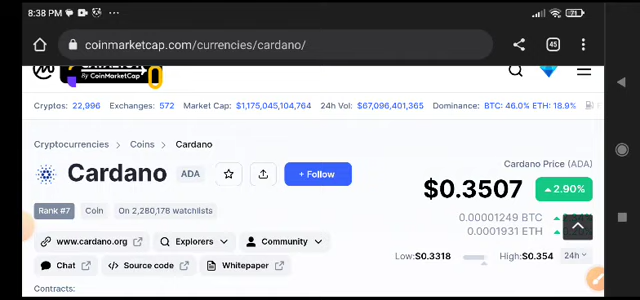 8:38 PM
71
coinmarketcap.com/currencies/cardano/
45
By CoinMarketCap
Cryptos: 22,996 Exchanges: 572 Market Cap: $1,175,045,104,764 24h Vol: $67,096,401,365 Dominance: BTC: 46.0% ETH: 18.9%
Cryptocurrencies > Coins > Cardano
Cardano ADA + Follow
Cardano Price (ADA)
$0.3507 2.90%
Rank #7 Coin On 2,280,178 watchlists
0.00001249 BTC
0.0001931 ETH
www.cardano.org Explorers Community
Low: $0.3318 High: $0.354 24h
Chat Source code Whitepaper
Contracts: